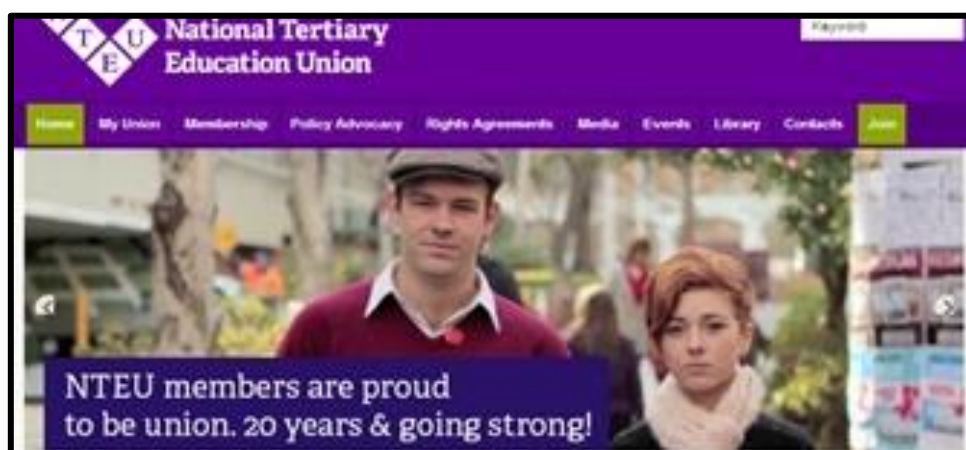 T U
E
National Tertiary
Education Union
Keyword
Home My Union Membership Policy Advocacy Rights Agreements Media Events Library Contacts Join
NTEU members are proud
to be union. 20 years & going strong!